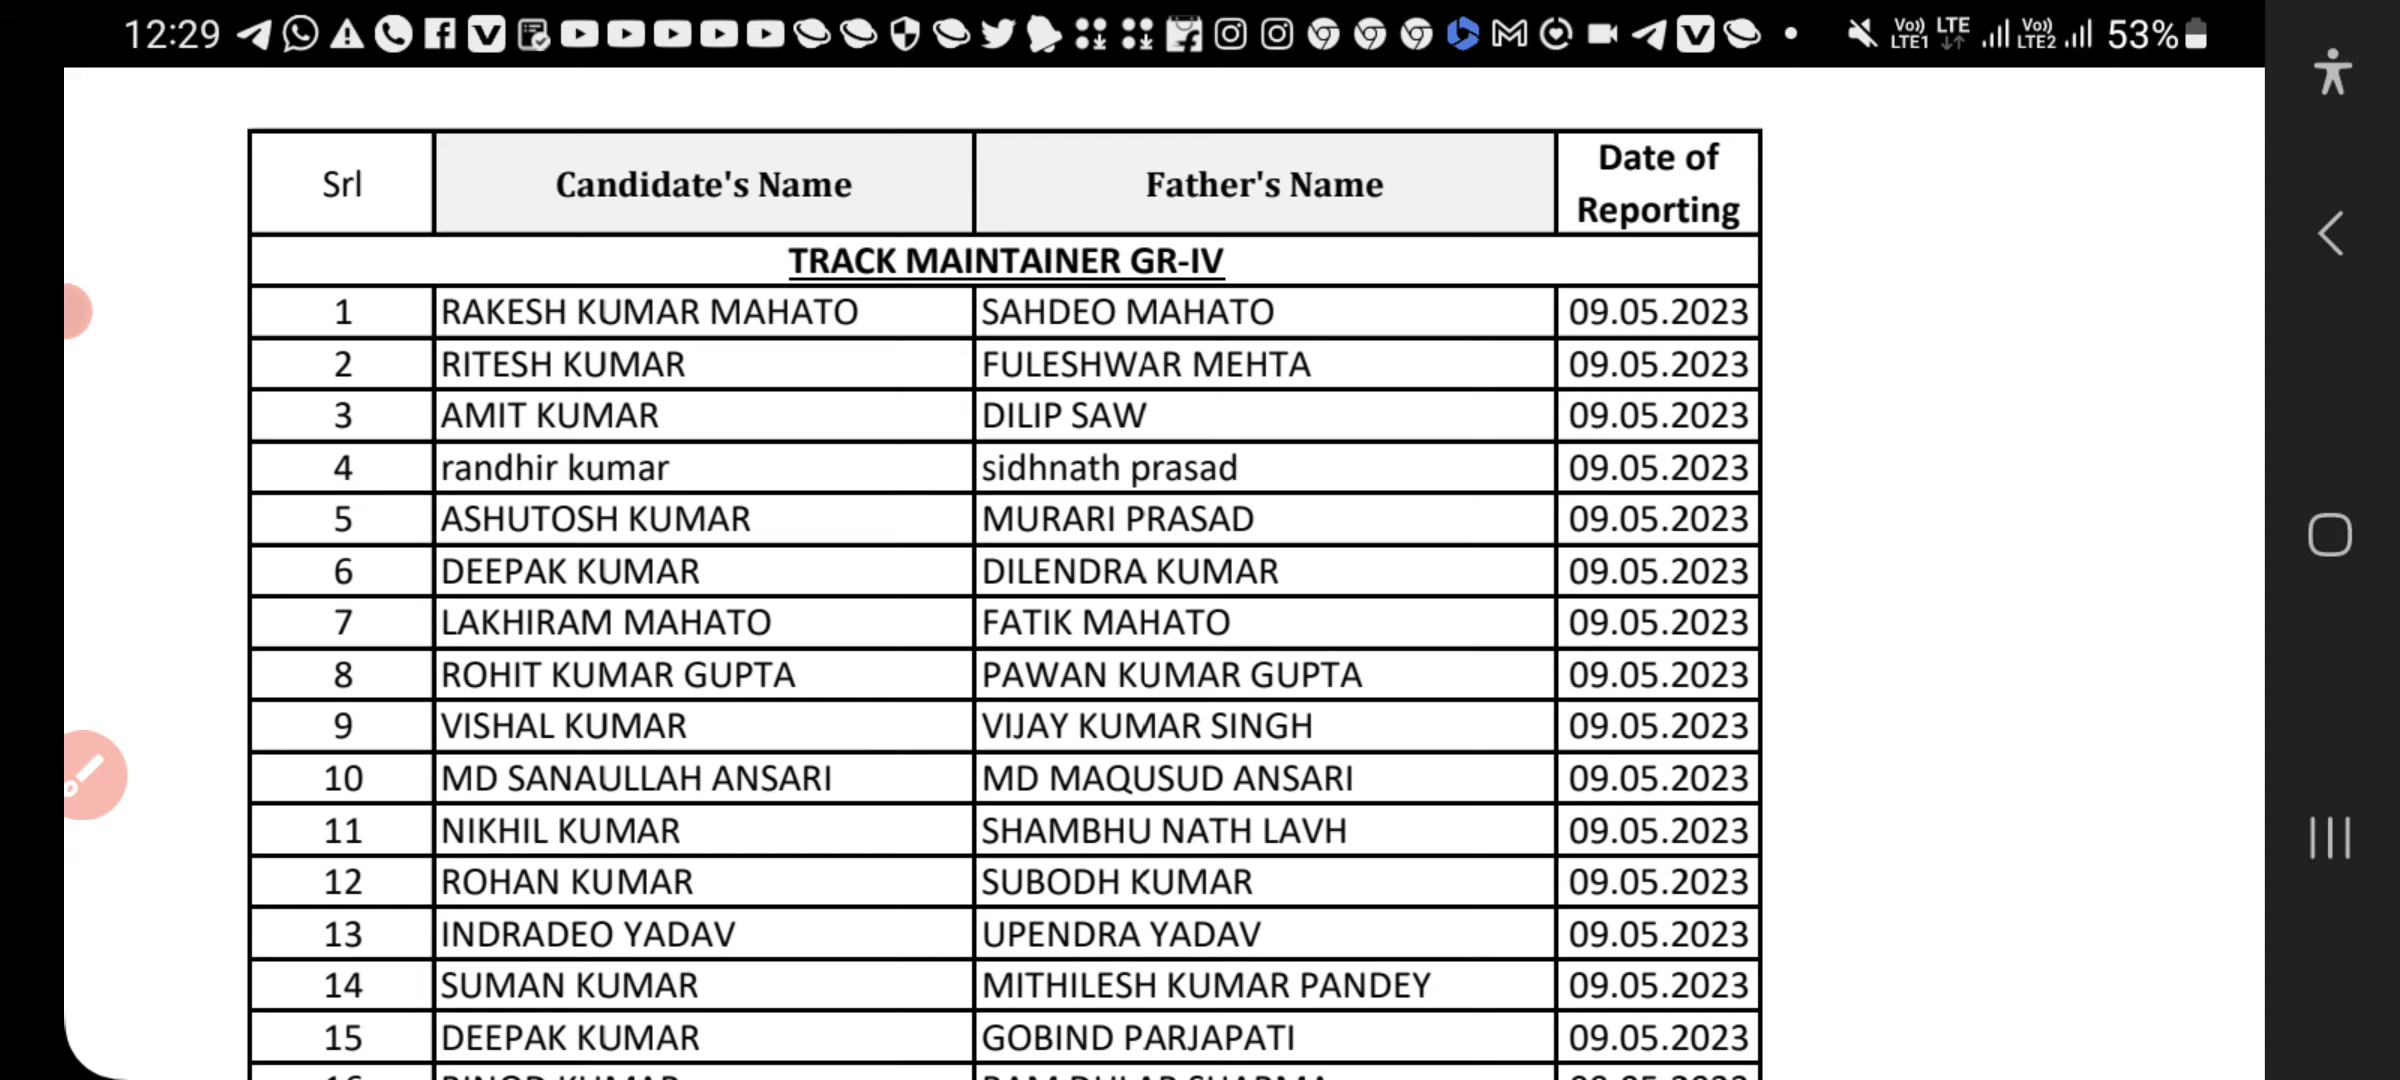 12:29 Vo)) LTE1 LTE Vo)) LTE2 53%
Srl Candidate's Name Father's Name Date of Reporting
TRACK MAINTAINER GR-IV
1 RAKESH KUMAR MAHATO SAHDEO MAHATO 09.05.2023
2 RITESH KUMAR FULESHWAR MEHTA 09.05.2023
3 AMIT KUMAR DILIP SAW 09.05.2023
4 randhir kumar sidhnath prasad 09.05.2023
5 ASHUTOSH KUMAR MURARI PRASAD 09.05.2023
6 DEEPAK KUMAR DILENDRA KUMAR 09.05.2023
7 LAKHIRAM MAHATO FATIK MAHATO 09.05.2023
8 ROHIT KUMAR GUPTA PAWAN KUMAR GUPTA 09.05.2023
9 VISHAL KUMAR VIJAY KUMAR SINGH 09.05.2023
10 MD SANAULLAH ANSARI MD MAQUSUD ANSARI 09.05.2023
11 NIKHIL KUMAR SHAMBHU NATH LAVH 09.05.2023
12 ROHAN KUMAR SUBODH KUMAR 09.05.2023
13 INDRADEO YADAV UPENDRA YADAV 09.05.2023
14 SUMAN KUMAR MITHILESH KUMAR PANDEY 09.05.2023
15 DEEPAK KUMAR GOBIND PARJAPATI 09.05.2023